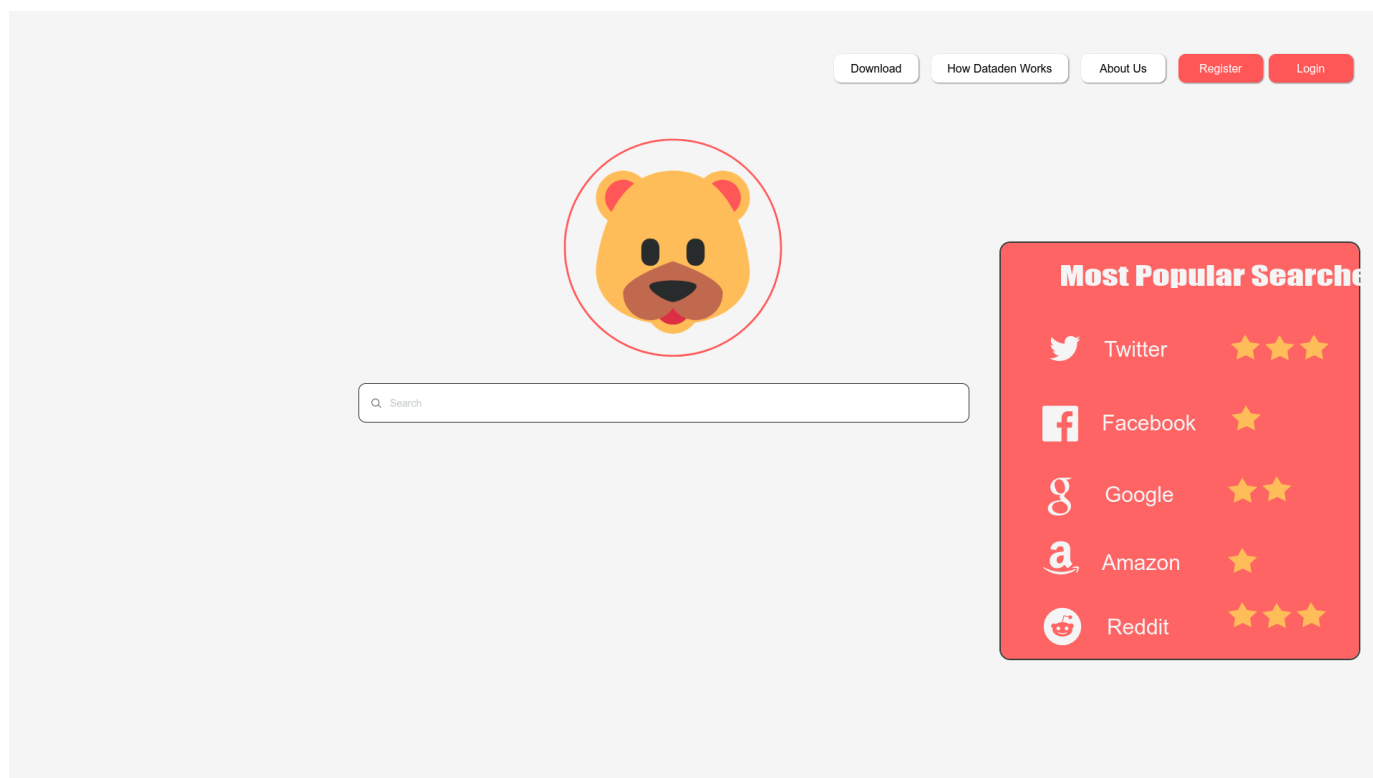 Download
How Dataden Works
About Us
Register
Login
Search
Most Popular Searche
Twitter
Facebook
Google
Amazon
Reddit